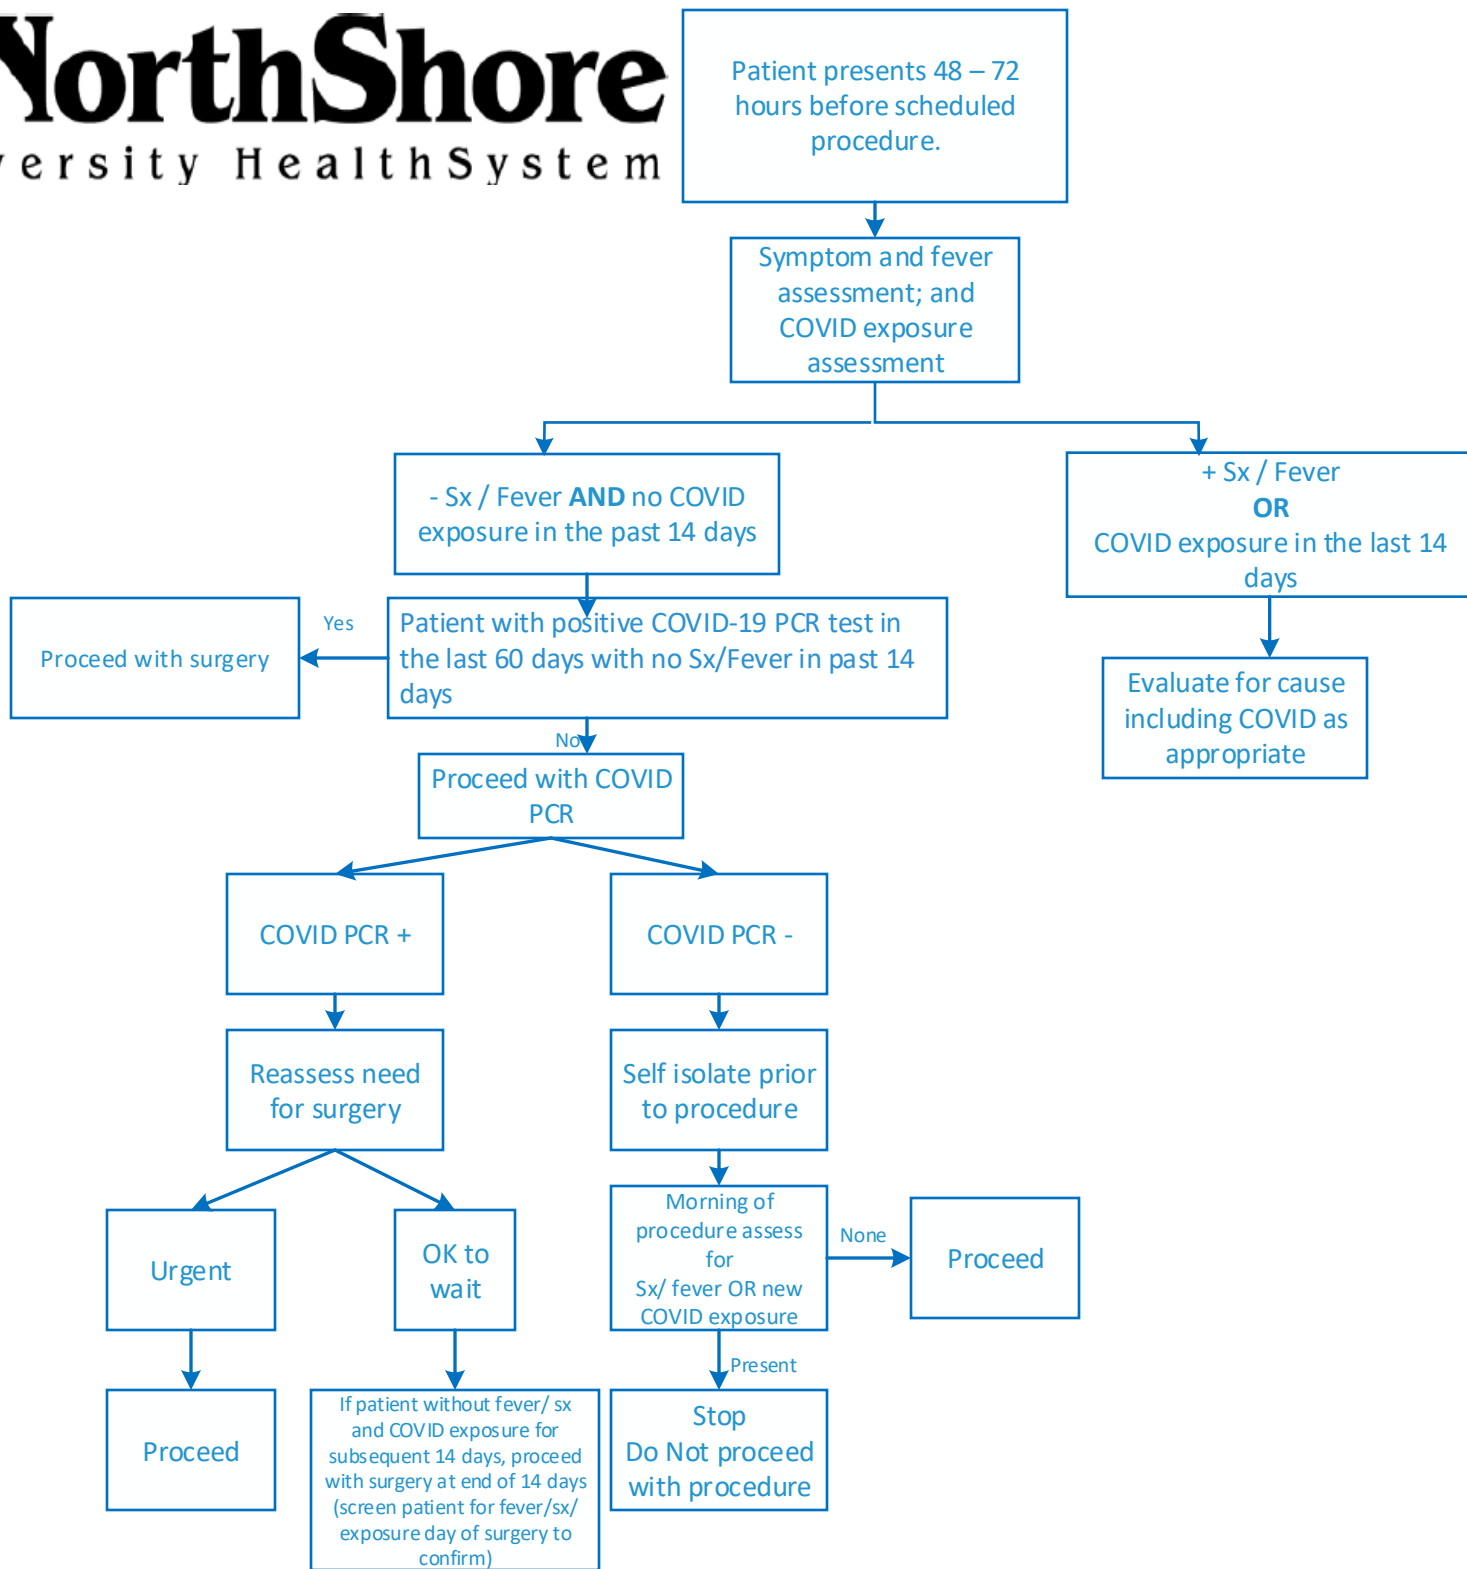 NorthShore
versity HealthSystem
Patient presents 48 – 72
hours before scheduled
procedure.
Symptom and fever
assessment; and
COVID exposure
assessment
- Sx / Fever AND no COVID
exposure in the past 14 days
+ Sx / Fever
OR
COVID exposure in the last 14
days
Proceed with surgery
Yes
Patient with positive COVID-19 PCR test in
the last 60 days with no Sx/Fever in past 14
days
Evaluate for cause
including COVID as
appropriate
No
Proceed with COVID
PCR
COVID PCR +
COVID PCR -
Reassess need
for surgery
Self isolate prior
to procedure
Urgent
OK to
wait
Morning of
procedure assess
for
Sx/ fever OR new
COVID exposure
None
Proceed
Present
Proceed
If patient without fever/ sx
and COVID exposure for
subsequent 14 days, proceed
with surgery at end of 14 days
(screen patient for fever/sx/
exposure day of surgery to
confirm)
Stop
Do Not proceed
with procedure